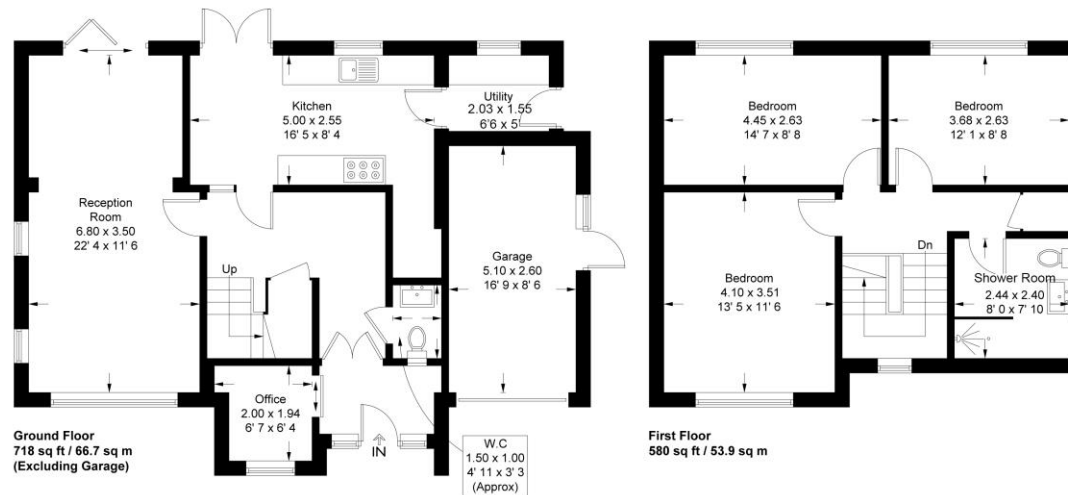 Reception
Room
6.80 x 3.50
22' 4 x 11' 6
Kitchen
5.00 x 2.55
16' 5 x 8' 4
Utility
2.03 x 1.55
6'6 x 5'
Garage
5.10 x 2.60
16' 9 x 8' 6
Up
Office
2.00 x 1.94
6' 7 x 6' 4
IN
W.C
1.50 x 1.00
4' 11 x 3' 3
(Approx)
Ground Floor
718 sq ft / 66.7 sq m
(Excluding Garage)
Bedroom
4.45 x 2.63
14' 7 x 8' 8
Bedroom
3.68 x 2.63
12' 1 x 8' 8
Bedroom
4.10 x 3.51
13' 5 x 11' 6
Dn
Shower Room
2.44 x 2.40
8' 0 x 7' 10
First Floor
580 sq ft / 53.9 sq m